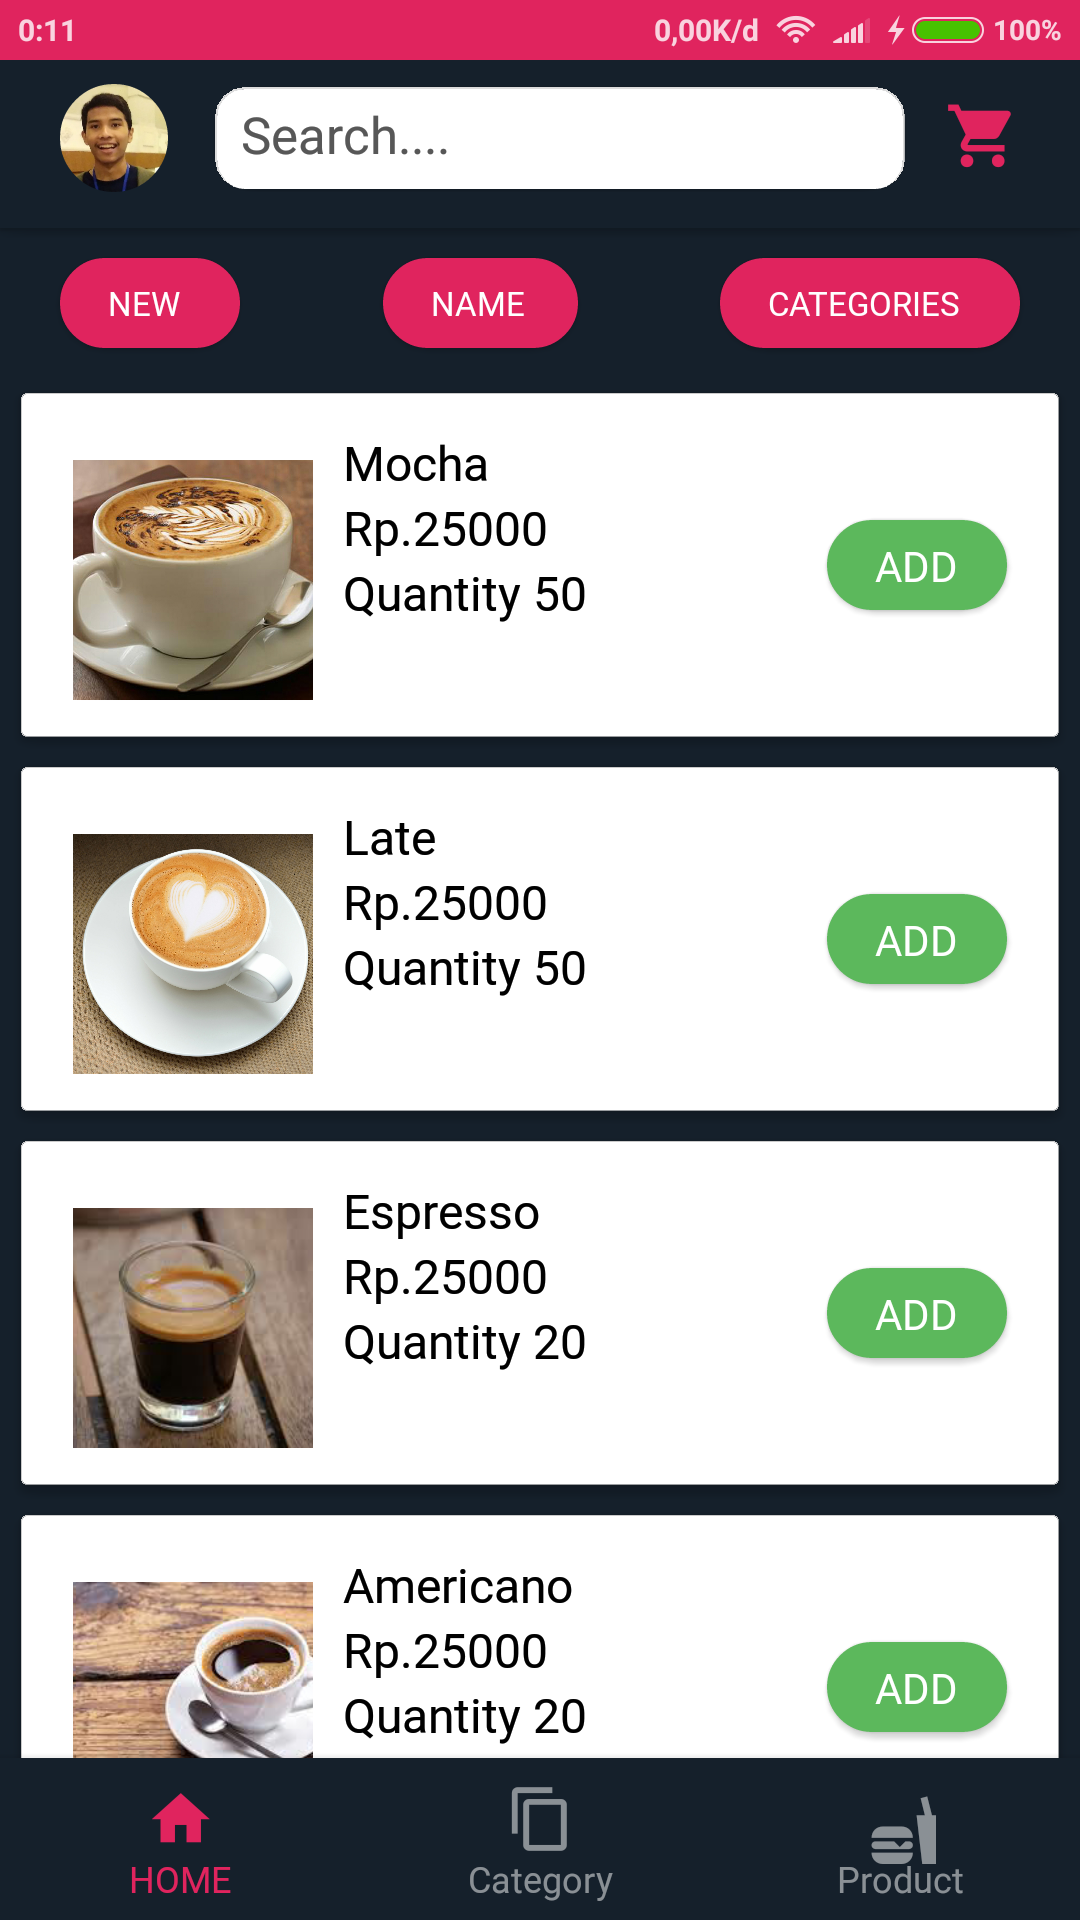 0:11
0,00K/d
100%
Search....
NEW
NAME
CATEGORIES
Mocha
Rp.25000
Quantity 50
ADD
Late
Rp.25000
Quantity 50
ADD
Espresso
Rp.25000
Quantity 20
ADD
Americano
Rp.25000
Quantity 20
ADD
HOME
Category
Product